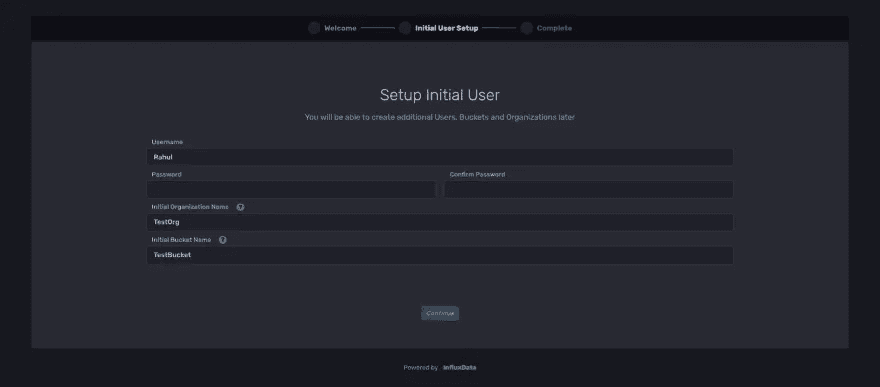 Welcome Initial User Setup Complete
Setup Initial User
You will be able to create additional Users, Buckets and Organizations later
Username
Rahul
Password Confirm Password
Initial Organization Name ?
TestOrg
Initial Bucket Name ?
TestBucket
Continue
Powered by InfluxData